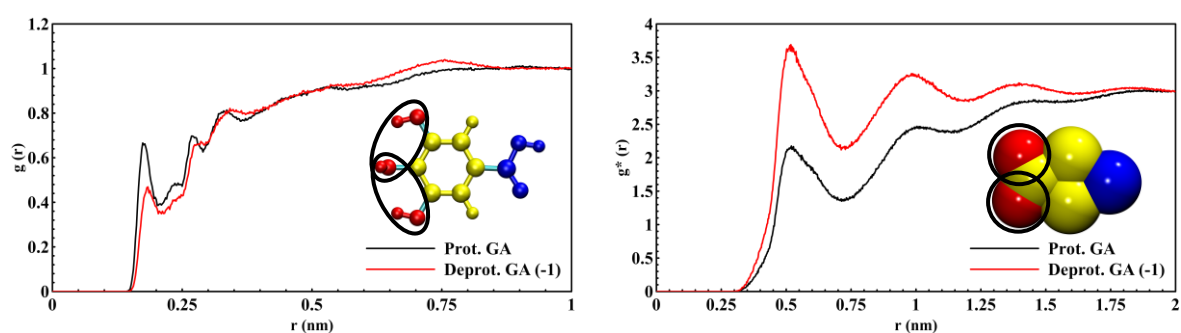 1.2
1
0.8
0.6
0.4
0.2
0
g (r)
0 0.25 0.5 0.75 1
r (nm)
Prot. GA
Deprot. GA (-1)
4
3.5
3
2.5
2
1.5
1
0.5
0
g* (r)
0 0.25 0.5 0.75 1 1.25 1.5 1.75 2
r (nm)
Prot. GA
Deprot. GA (-1)